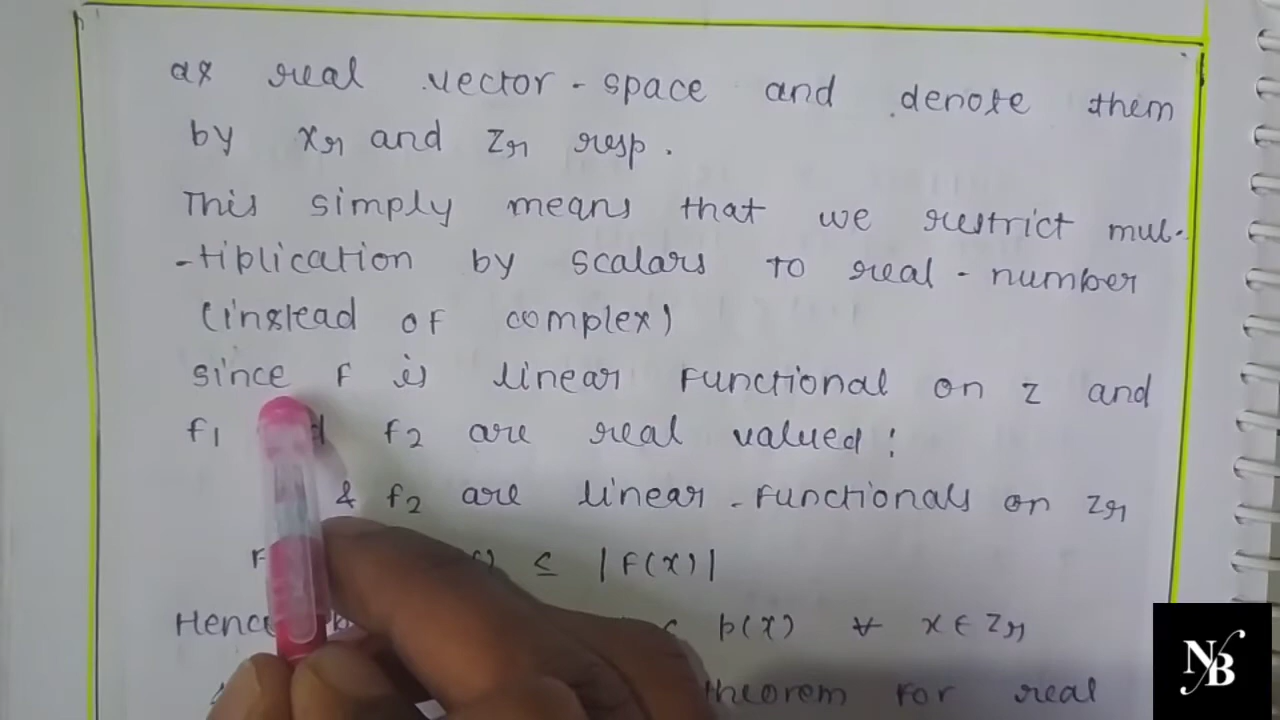 as real vector-space and denote them
by Xr and Zr resp.
This simply means that we restrict mul-
-tiplication by scalars to real-number
(instead of complex)
since f is linear functional on Z and
f1 f2 are real valued:
& f2 are linear-functionals on Zr
≤ |f(x)|
Hence p(x) ∀ x ∈ Zr
theorem for real
NB